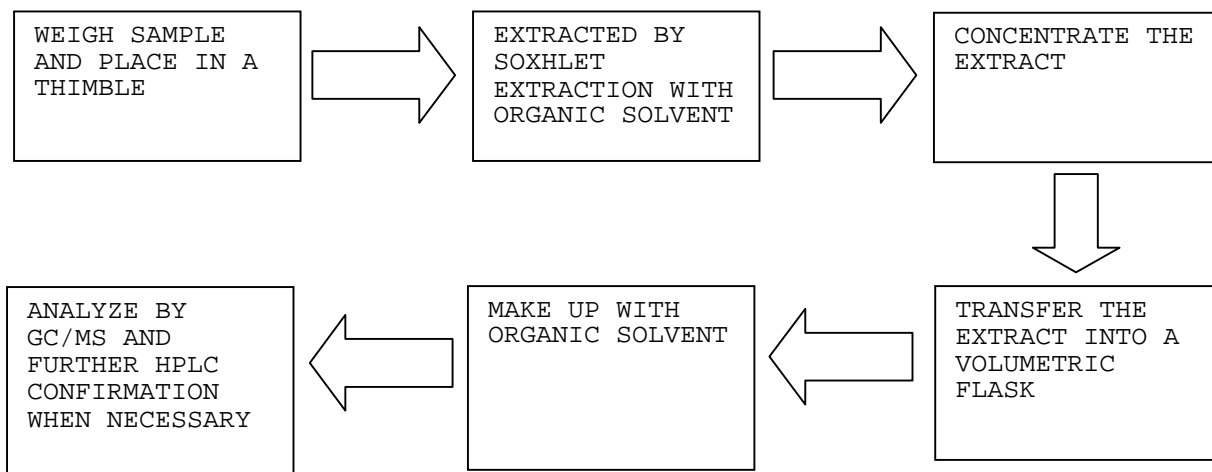 WEIGH SAMPLE
AND PLACE IN A
THIMBLE
EXTRACTED BY
SOXHLET
EXTRACTION WITH
ORGANIC SOLVENT
CONCENTRATE THE
EXTRACT
TRANSFER THE
EXTRACT INTO A
VOLUMETRIC
FLASK
MAKE UP WITH
ORGANIC SOLVENT
ANALYZE BY
GC/MS AND
FURTHER HPLC
CONFIRMATION
WHEN NECESSARY